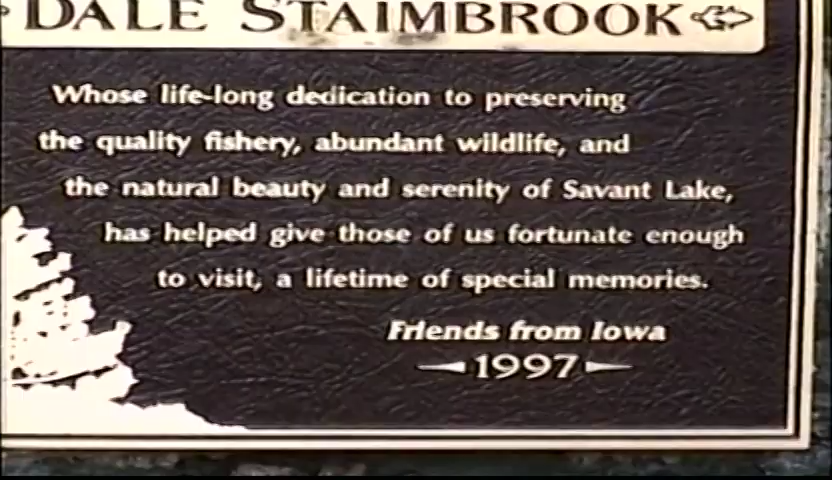 DALE STAIMBROOK
Whose life-long dedication to preserving
the quality fishery, abundant wildlife, and
the natural beauty and serenity of Savant Lake,
has helped give those of us fortunate enough
to visit, a lifetime of special memories.
Friends from Iowa
1997